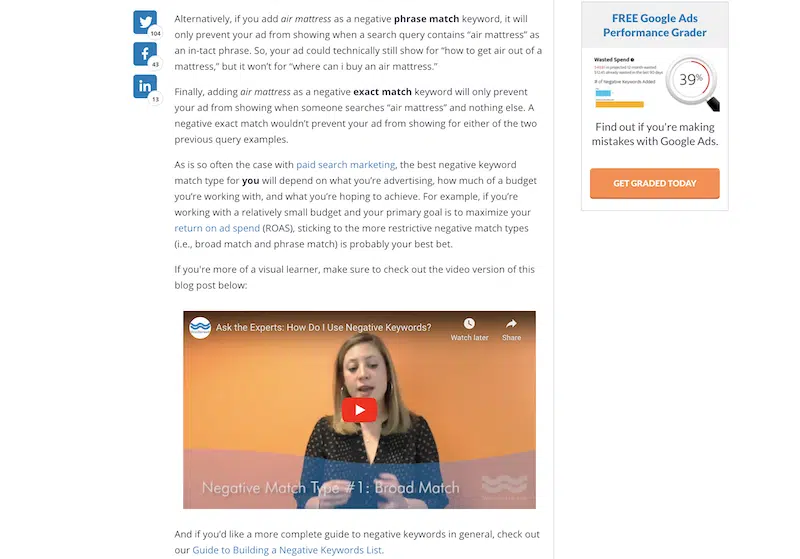 104
43
13
Alternatively, if you add air mattress as a negative phrase match keyword, it will
only prevent your ad from showing when a search query contains “air mattress” as
an in-tact phrase. So, your ad could technically still show for “how to get air out of a
mattress,” but it won’t for “where can i buy an air mattress.”
Finally, adding air mattress as a negative exact match keyword will only prevent
your ad from showing when someone searches “air mattress” and nothing else. A
negative exact match wouldn’t prevent your ad from showing for either of the two
previous query examples.
As is so often the case with paid search marketing, the best negative keyword
match type for you will depend on what you’re advertising, how much of a budget
you’re working with, and what you’re hoping to achieve. For example, if you’re
working with a relatively small budget and your primary goal is to maximize your
return on ad spend (ROAS), sticking to the more restrictive negative match types
(i.e., broad match and phrase match) is probably your best bet.
If you're more of a visual learner, make sure to check out the video version of this
blog post below:
Ask the Experts: How Do I Use Negative Keywords?
Watch later
Share
Negative Match Type #1: Broad Match
And if you’d like a more complete guide to negative keywords in general, check out
our Guide to Building a Negative Keywords List.
FREE Google Ads
Performance Grader
Wasted Spend
# of Negative Keywords Added
39%
Find out if you're making
mistakes with Google Ads.
GET GRADED TODAY